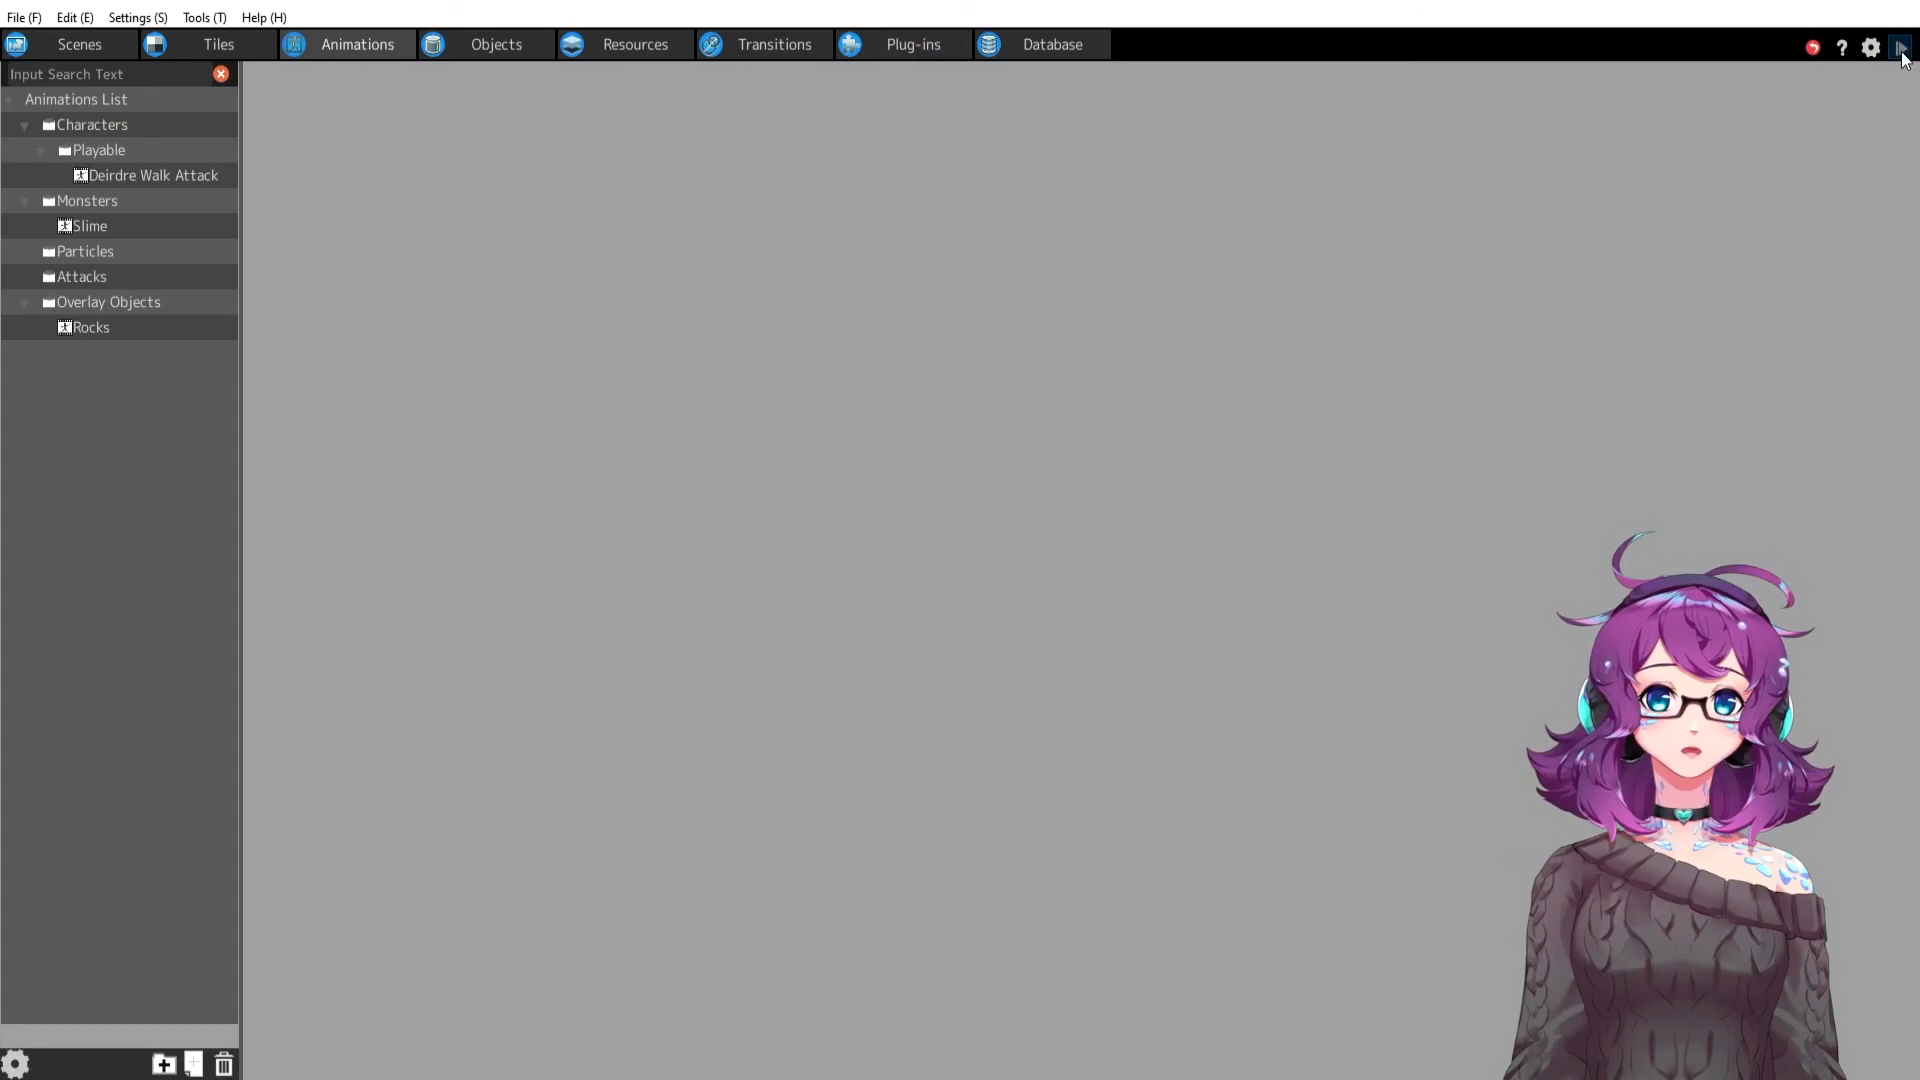 File (F) Edit (E) Settings (S) Tools (T) Help (H)
Scenes Tiles Animations Objects Resources Transitions Plug-ins Database
Input Search Text
Animations List
Characters
Playable
Deirdre Walk Attack
Monsters
Slime
Particles
Attacks
Overlay Objects
Rocks